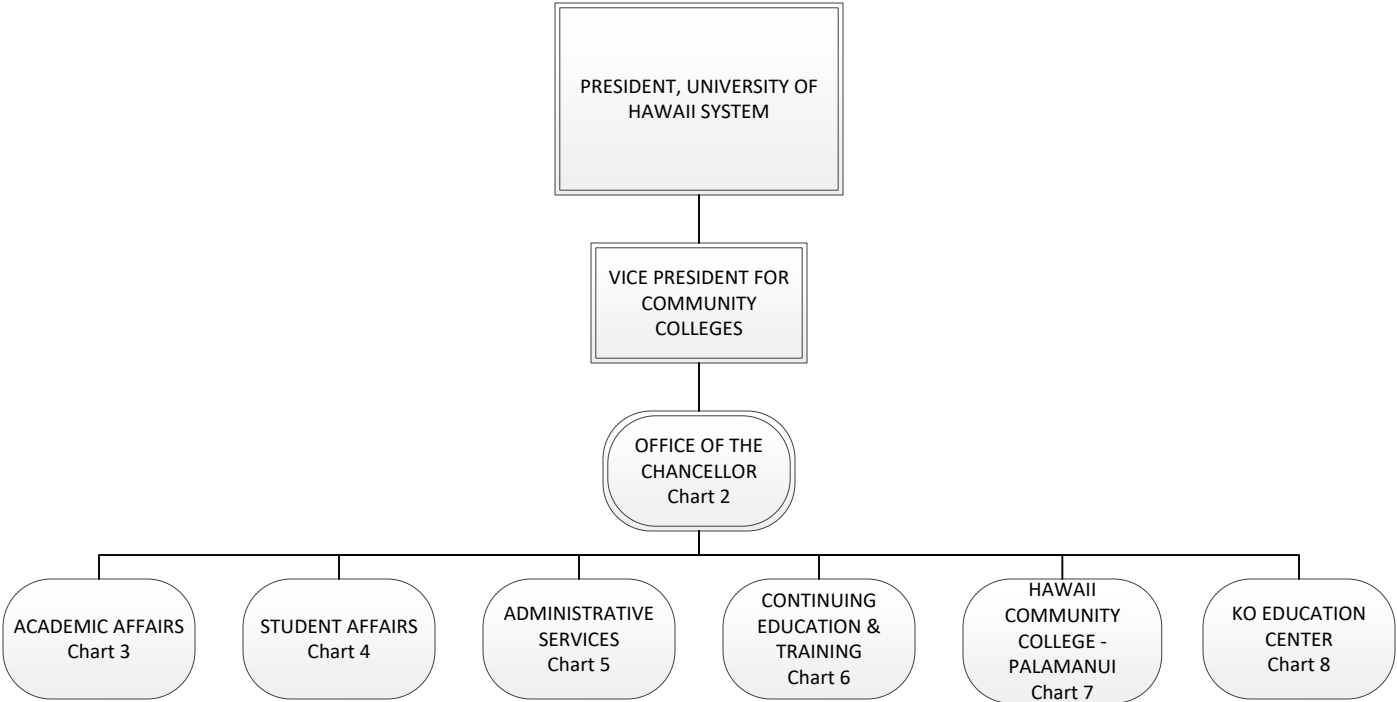 PRESIDENT, UNIVERSITY OF
HAWAII SYSTEM
VICE PRESIDENT FOR
COMMUNITY
COLLEGES
OFFICE OF THE
CHANCELLOR
Chart 2
ACADEMIC AFFAIRS
Chart 3
STUDENT AFFAIRS
Chart 4
ADMINISTRATIVE
SERVICES
Chart 5
CONTINUING
EDUCATION &
TRAINING
Chart 6
HAWAII
COMMUNITY
COLLEGE -
PALAMANUI
Chart 7
KO EDUCATION
CENTER
Chart 8